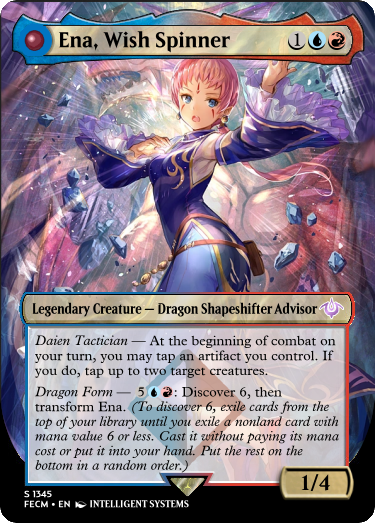 Ena, Wish Spinner 1
Legendary Creature — Dragon Shapeshifter Advisor
Daien Tactician — At the beginning of combat on
your turn, you may tap an artifact you control. If
you do, tap up to two target creatures.
Dragon Form — 5: Discover 6, then
transform Ena. (To discover 6, exile cards from the
top of your library until you exile a nonland card with
mana value 6 or less. Cast it without paying its mana
cost or put it into your hand. Put the rest on the
bottom in a random order.)
1/4
S 1345
FECM • EN INTELLIGENT SYSTEMS